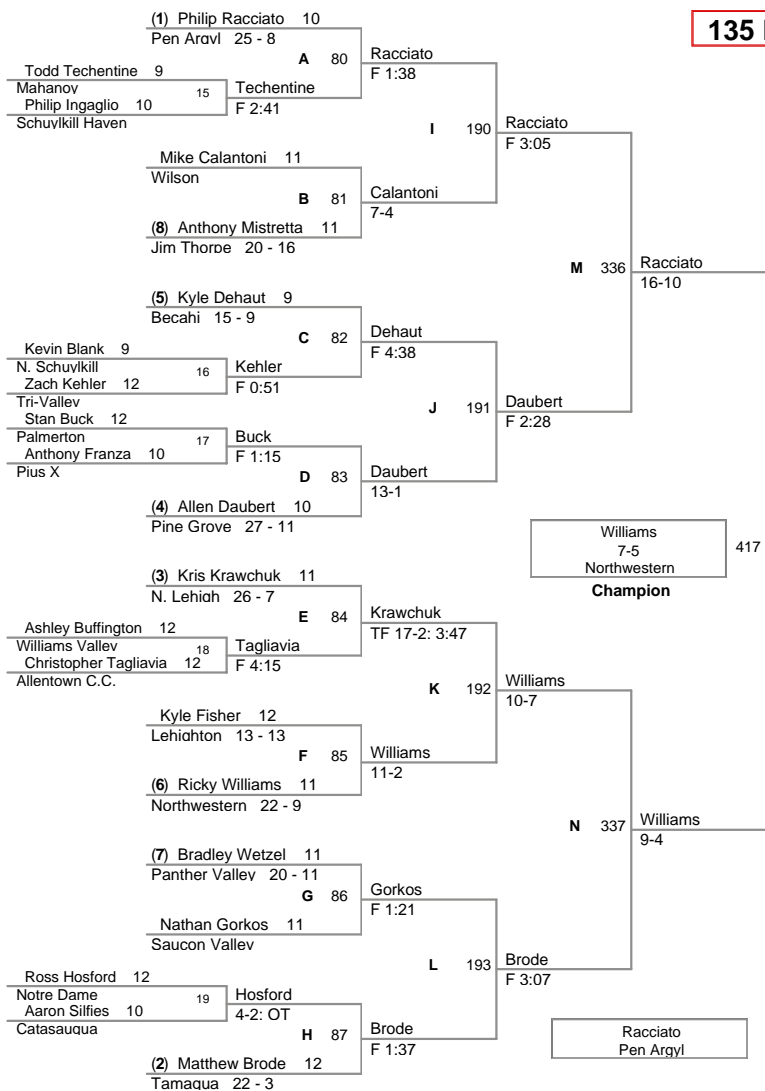 (1) Philip Racciato 10
Pen Argyl 25 - 8
135
A 80
Racciato
F 1:38
Todd Techentine 9
Mahanoy
15
Techentine
F 2:41
Philip Ingaglio 10
Schuylkill Haven
I 190
Racciato
F 3:05
Mike Calantoni 11
Wilson
B 81
Calantoni
7-4
(8) Anthony Mistretta 11
Jim Thorpe 20 - 16
M 336
Racciato
16-10
(5) Kyle Dehaut 9
Becahi 15 - 9
C 82
Dehaut
F 4:38
Kevin Blank 9
N. Schuylkill
16
Kehler
F 0:51
Zach Kehler 12
Tri-Valley
J 191
Daubert
F 2:28
Stan Buck 12
Palmerton
17
Buck
F 1:15
Anthony Franza 10
Pius X
D 83
Daubert
13-1
(4) Allen Daubert 10
Pine Grove 27 - 11
Williams
7-5
Northwestern
417
Champion
(3) Kris Krawchuk 11
N. Lehigh 26 - 7
E 84
Krawchuk
TF 17-2: 3:47
Ashley Buffington 12
Williams Valley
18
Tagliavia
F 4:15
Christopher Tagliavia 12
Allentown C.C.
K 192
Williams
10-7
Kyle Fisher 12
Lehighton 13 - 13
F 85
Williams
11-2
(6) Ricky Williams 11
Northwestern 22 - 9
N 337
Williams
9-4
(7) Bradley Wetzel 11
Panther Valley 20 - 11
G 86
Gorkos
F 1:21
Nathan Gorkos 11
Saucon Valley
L 193
Brode
F 3:07
Ross Hosford 12
Notre Dame
19
Hosford
4-2: OT
Aaron Silfies 10
Catasauqua
H 87
Brode
F 1:37
(2) Matthew Brode 12
Tamaqua 22 - 3
Racciato
Pen Argyl